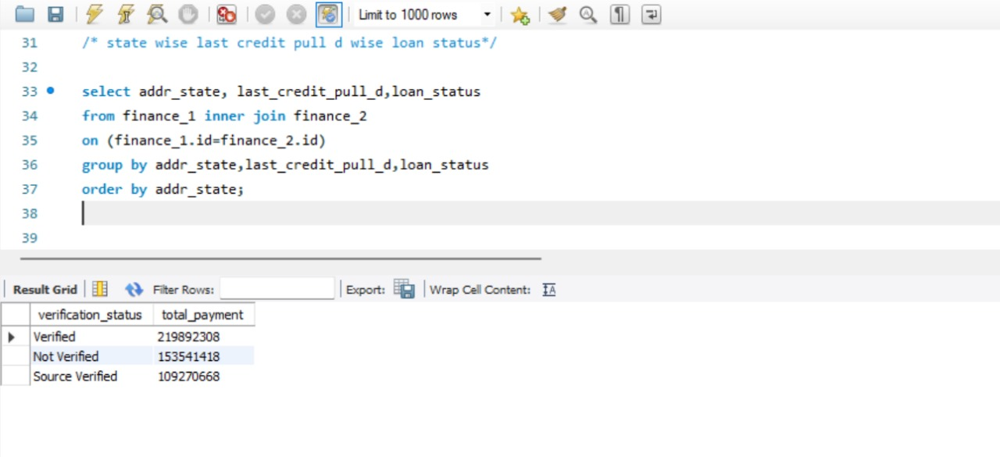 Limit to 1000 rows
31 /* state wise last credit pull d wise loan status*/
32
33 select addr_state, last_credit_pull_d,loan_status
34 from finance_1 inner join finance_2
35 on (finance_1.id=finance_2.id)
36 group by addr_state,last_credit_pull_d,loan_status
37 order by addr_state;
38
39
Result Grid Filter Rows: Export: Wrap Cell Content: IA
verification_status total_payment
Verified 219892308
Not Verified 153541418
Source Verified 109270668